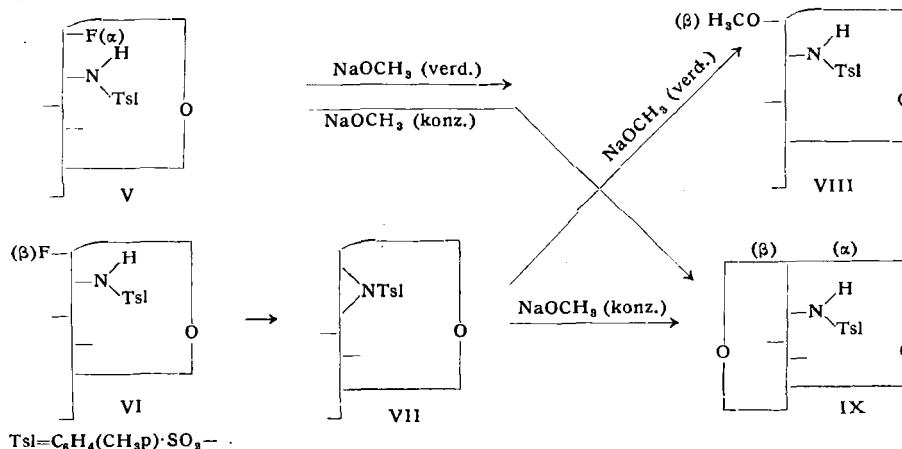 F(α)
H
N
Tsl
O
V
NaOCH₃ (verd.)
NaOCH₃ (konz.)
NaOCH₃ (verd.)
(β) H₃CO
H
N
Tsl
VIII
(β)F
H
N
Tsl
O
VI
NTsl
O
VII
NaOCH₃ (konz.)
(β) (α)
H
N
Tsl
O
IX
Tsl=C₆H₄(CH₃p)·SO₂—